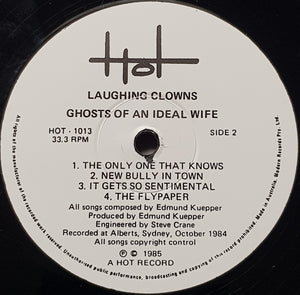 Hot
LAUGHING CLOWNS
GHOSTS OF AN IDEAL WIFE
HOT - 1013
33.3 RPM
SIDE 2
1. THE ONLY ONE THAT KNOWS
2. NEW BULLY IN TOWN
3. IT GETS SO SENTIMENTAL
4. THE FLYPAPER
All songs composed by Edmund Kuepper
Produced by Edmund Kuepper
Engineered by Steve Crane
Recorded at Alberts, Sydney, October 1984
All songs copyright control
℗ © 1985
A HOT RECORD
All rights of the manufacturer and of the owner of the recorded work reserved.
Unauthorised public performance, broadcasting and copying of this record prohibited.
Made in Australia. Modern Records Pty. Ltd.